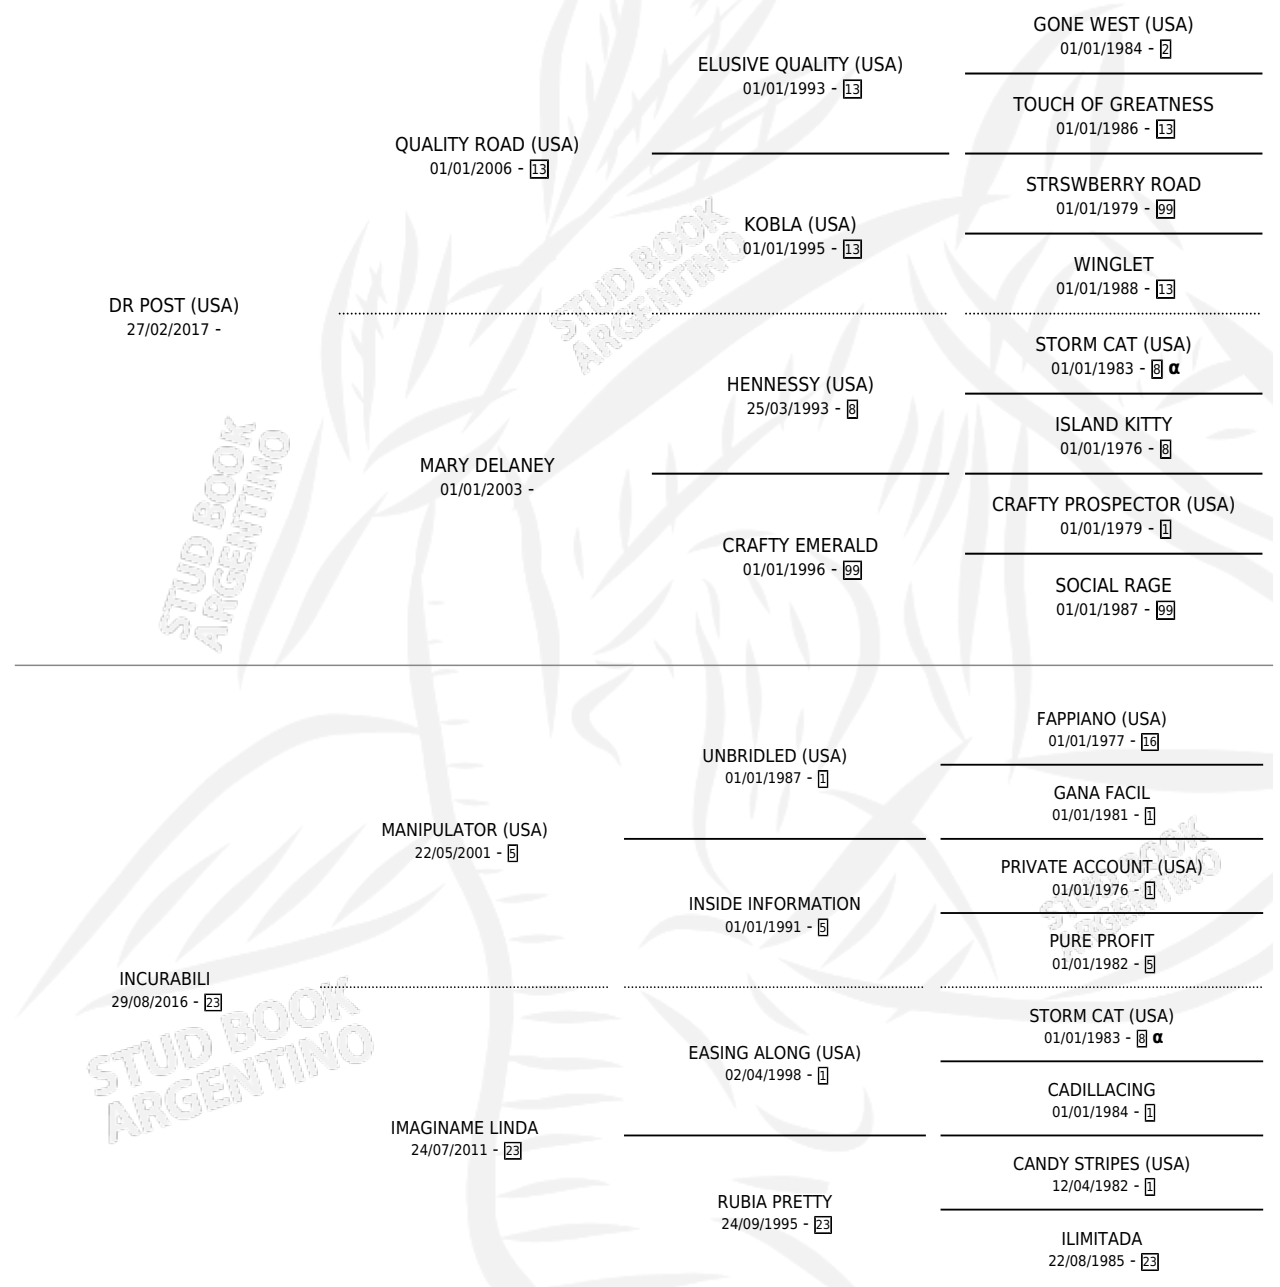 GONE WEST (USA)
01/01/1984 - 2
ELUSIVE QUALITY (USA)
01/01/1993 - 13
TOUCH OF GREATNESS
01/01/1986 - 13
QUALITY ROAD (USA)
01/01/2006 - 13
STRSWBERRY ROAD
01/01/1979 - 99
KOBLA (USA)
01/01/1995 - 13
WINGLET
01/01/1988 - 13
DR POST (USA)
27/02/2017 -
STORM CAT (USA)
01/01/1983 - 8 α
HENNESSY (USA)
25/03/1993 - 8
ISLAND KITTY
01/01/1976 - 8
MARY DELANEY
01/01/2003 -
CRAFTY PROSPECTOR (USA)
01/01/1979 - 1
CRAFTY EMERALD
01/01/1996 - 99
SOCIAL RAGE
01/01/1987 - 99
FAPPIANO (USA)
01/01/1977 - 16
UNBRIDLED (USA)
01/01/1987 - 1
GANA FACIL
01/01/1981 - 1
MANIPULATOR (USA)
22/05/2001 - 5
PRIVATE ACCOUNT (USA)
01/01/1976 - 1
INSIDE INFORMATION
01/01/1991 - 5
PURE PROFIT
01/01/1982 - 5
INCURABILI
29/08/2016 - 23
STORM CAT (USA)
01/01/1983 - 8 α
EASING ALONG (USA)
02/04/1998 - 1
CADILLACING
01/01/1984 - 1
IMAGINAME LINDA
24/07/2011 - 23
CANDY STRIPES (USA)
12/04/1982 - 1
RUBIA PRETTY
24/09/1995 - 23
ILIMITADA
22/08/1985 - 23
STUD BOOK
ARGENTINO
STUD BOOK
ARGENTINO
STUD BOOK
ARGENTINO
STUD BOOK
ARGENTINO